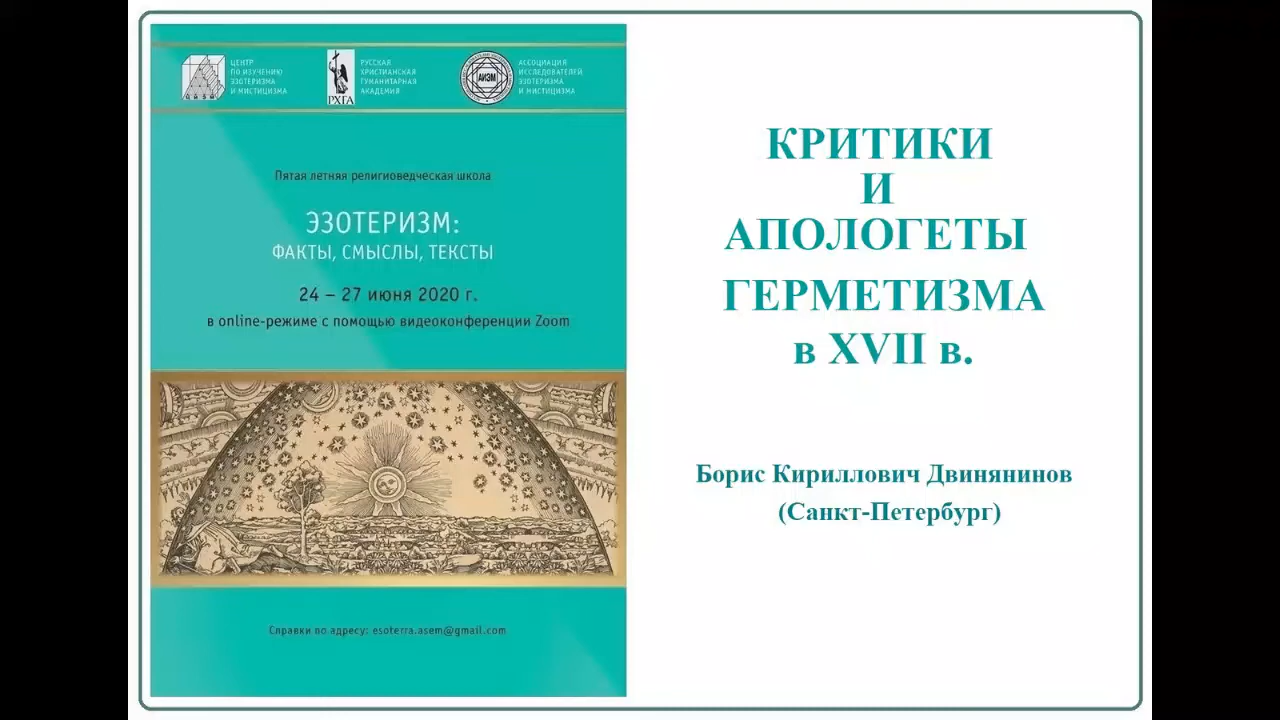 ЦЕНТР
ПО ИЗУЧЕНИЮ
ЭЗОТЕРИЗМА
И МИСТИЦИЗМА
РХГА
РУССКАЯ
ХРИСТИАНСКАЯ
ГУМАНИТАРНАЯ
АКАДЕМИЯ
АИЭМ
АССОЦИАЦИЯ
ИССЛЕДОВАТЕЛЕЙ
ЭЗОТЕРИЗМА
И МИСТИЦИЗМА
Пятая летняя религиоведческая школа
ЭЗОТЕРИЗМ:
ФАКТЫ, СМЫСЛЫ, ТЕКСТЫ
24 – 27 июня 2020 г.
в online-режиме с помощью видеоконференции Zoom
Справки по адресу: esoterra.asem@gmail.com
КРИТИКИ
И
АПОЛОГЕТЫ
ГЕРМЕТИЗМА
в XVII в.
Борис Кириллович Двинянинов
(Санкт-Петербург)